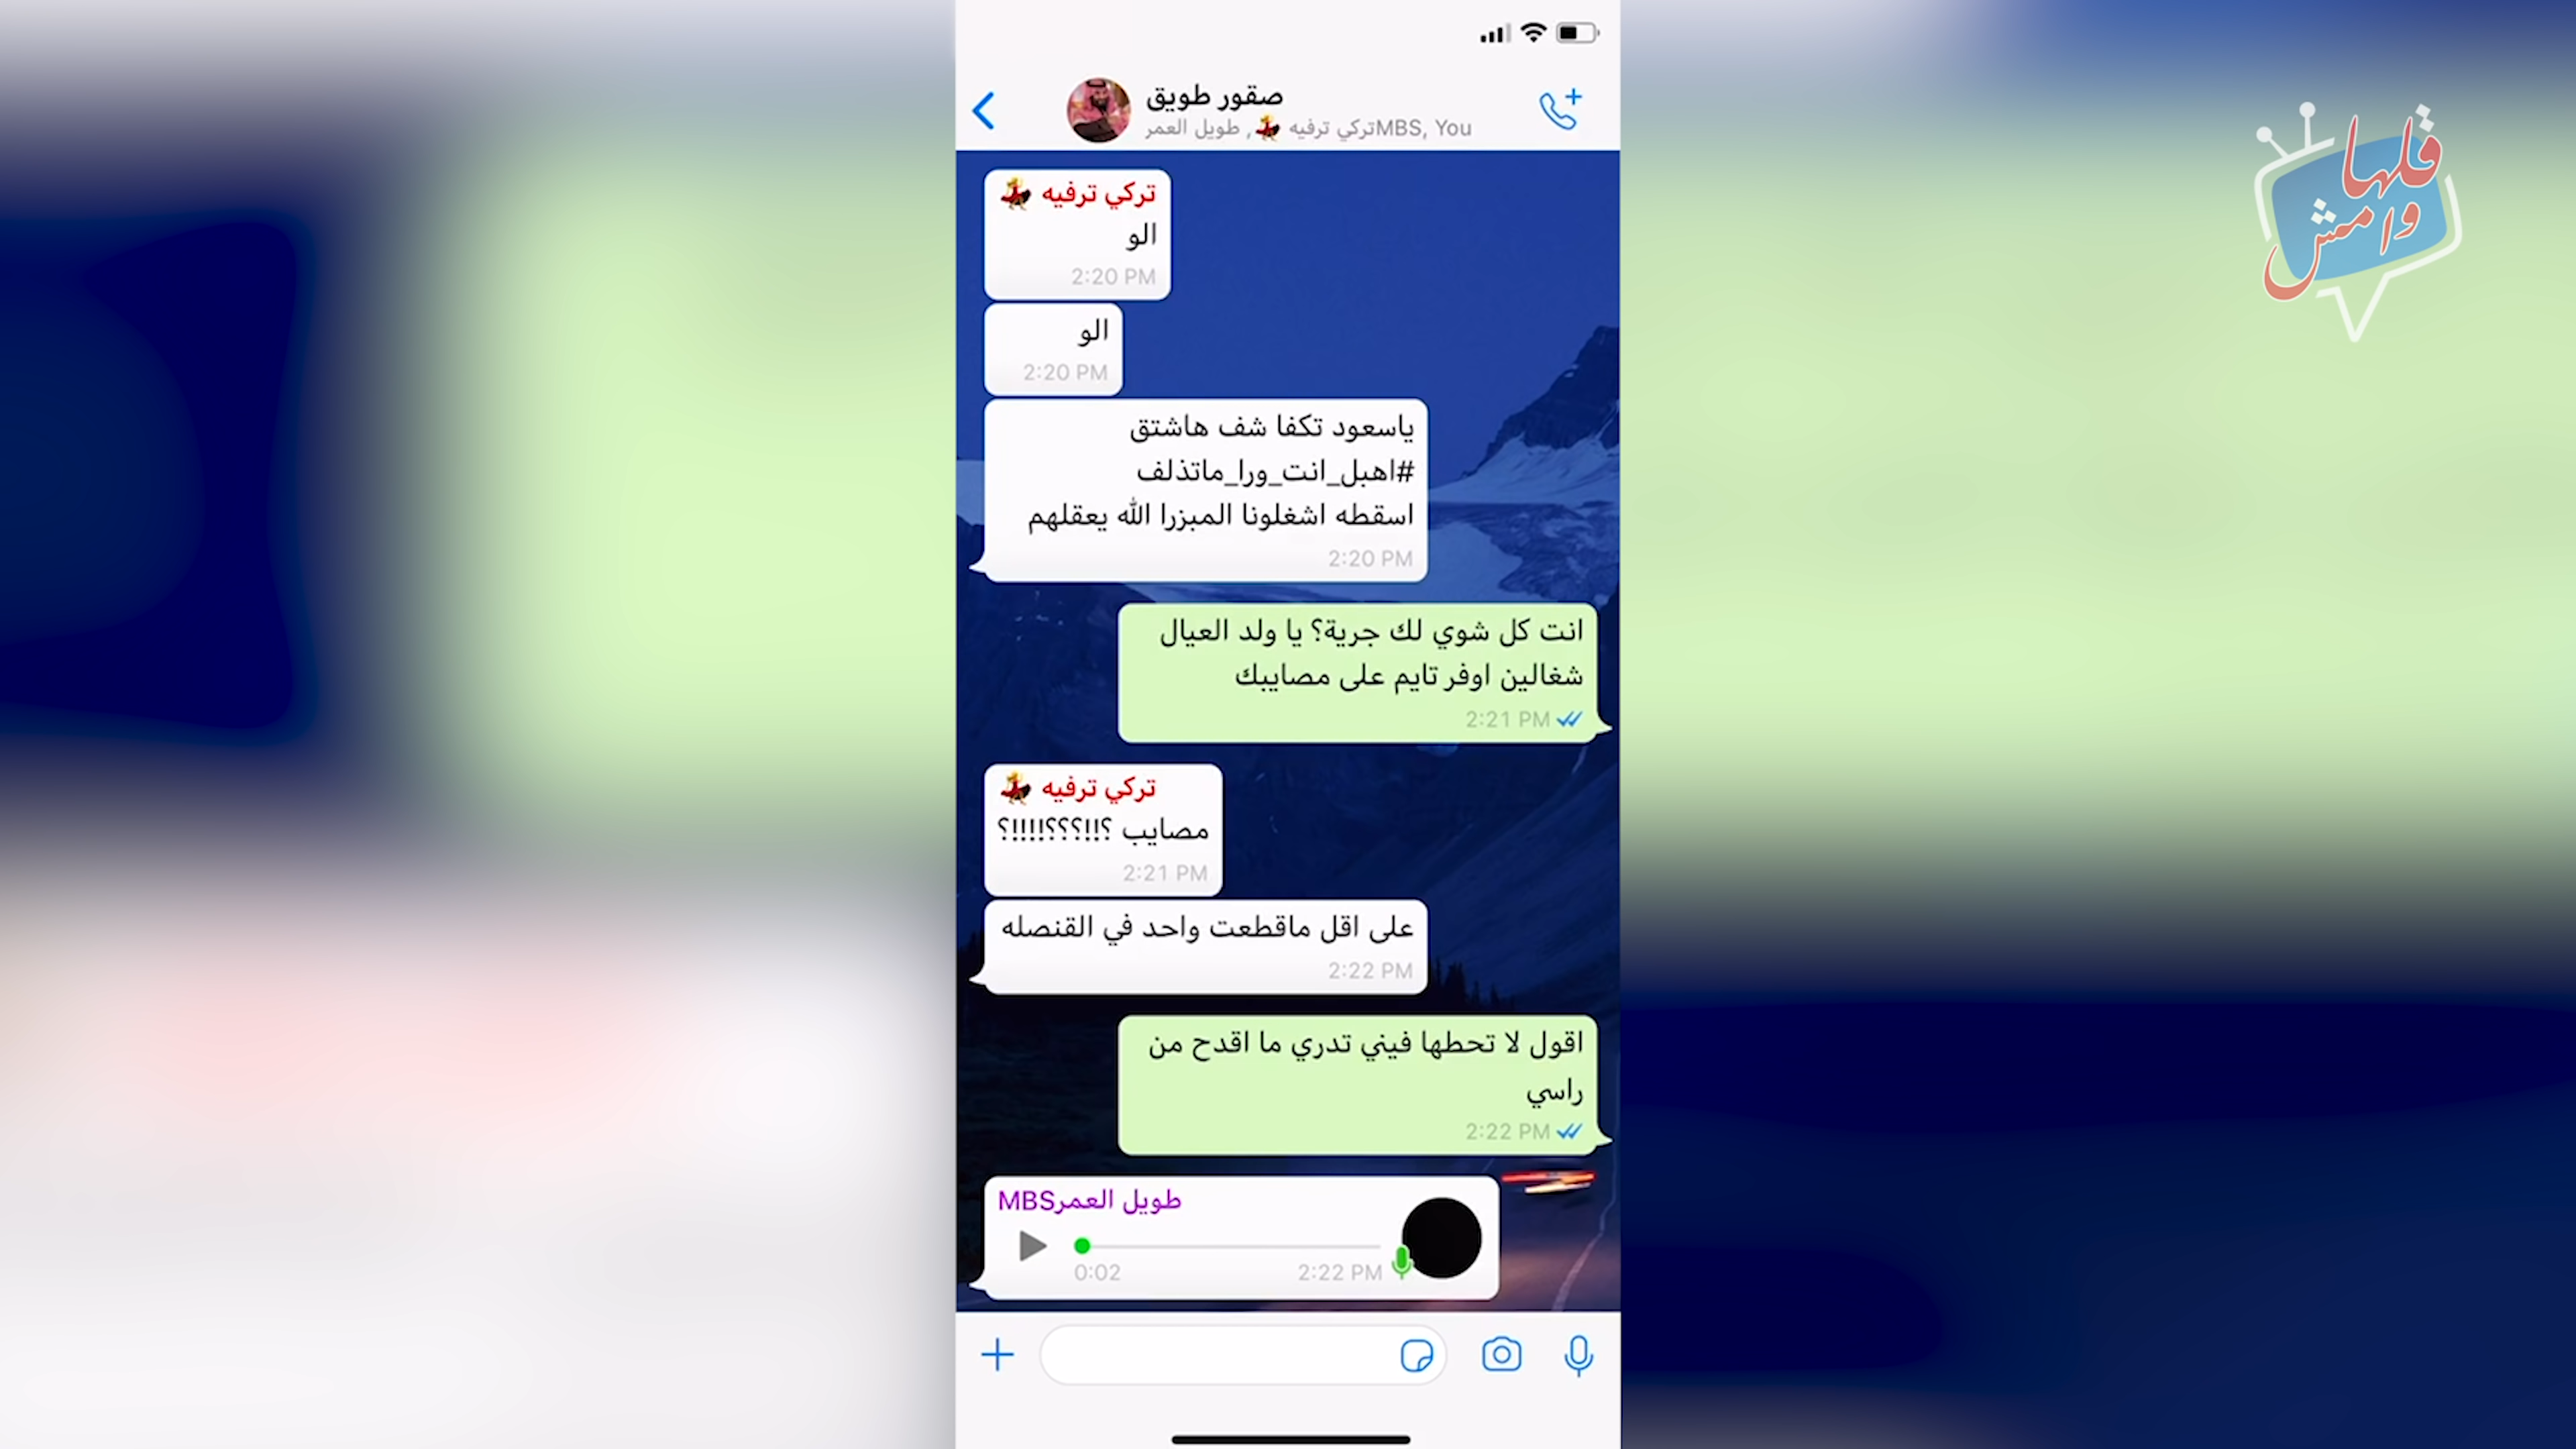 صقور طويق
تركي ترفيه 💃, طويل العمرMBS, You
تركي ترفيه 💃
الو
2:20 PM
الو
2:20 PM
ياسعود تكفا شف هاشتق
#اهبل_انت_ورا_ماتذلف
اسقطه اشغلونا المبزرا الله يعقلهم
2:20 PM
انت كل شوي لك جرية؟ يا ولد العيال
شغالين اوفر تايم على مصايبك
2:21 PM
تركي ترفيه 💃
مصايب ؟!!؟؟؟!!!!؟
2:21 PM
على اقل ماقطعت واحد في القنصله
2:22 PM
اقول لا تحطها فيني تدري ما اقدح من
راسي
2:22 PM
طويل العمرMBS
0:02
2:22 PM
قلها
وامش